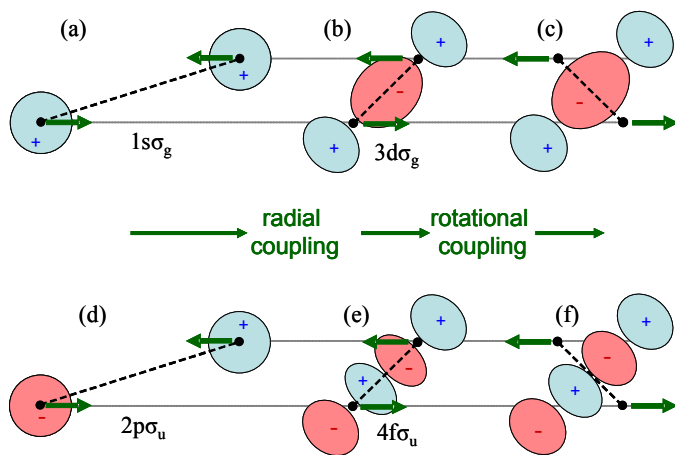 (a) (b) (c)
+ + +
-
-
+ + +
1sσg 3dσg
radial rotational
coupling coupling
(d) (e) (f)
+ + +
- -
+ +
- - -
2pσu 4fσu